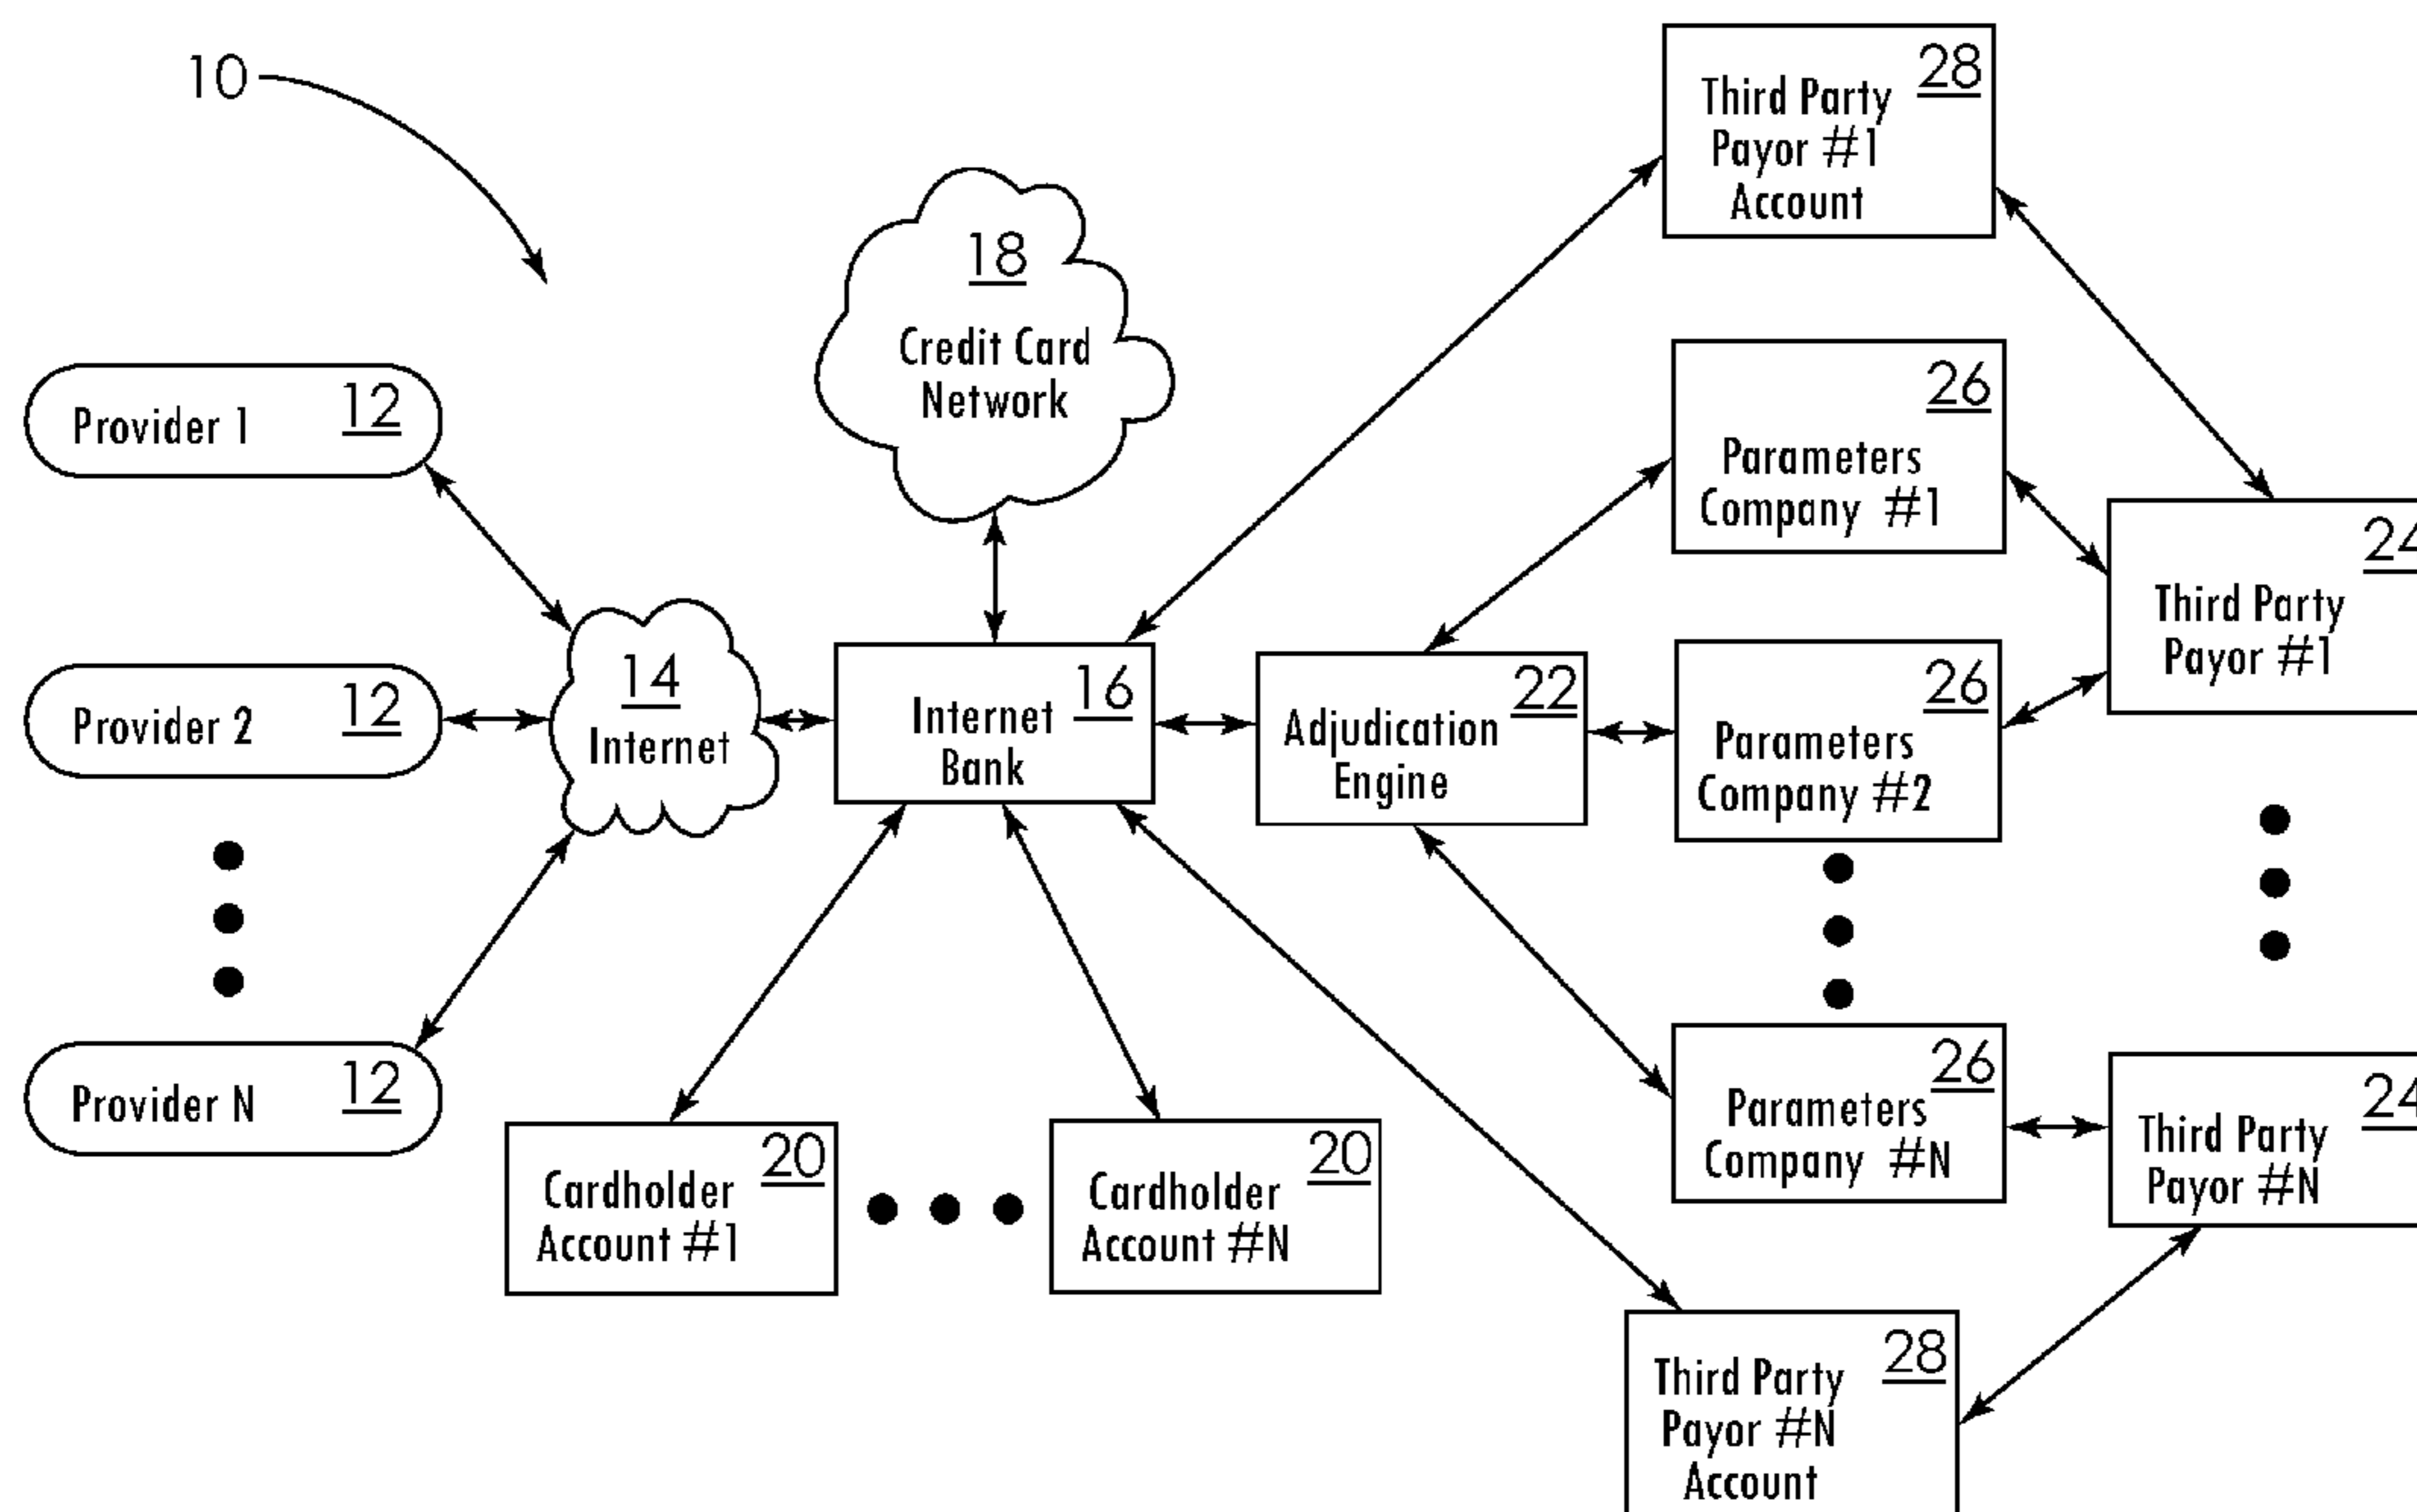 10
28
Third Party
Payor #1
Account
18
Credit Card
Network
26
Parameters
Company #1
12
Provider 1
24
Third Party
Payor #1
14
Internet
16
Internet
Bank
22
Adjudication
Engine
26
Parameters
Company #2
12
Provider 2
12
Provider N
20
Cardholder
Account #1
20
Cardholder
Account #N
26
Parameters
Company #N
24
Third Party
Payor #N
28
Third Party
Payor #N
Account